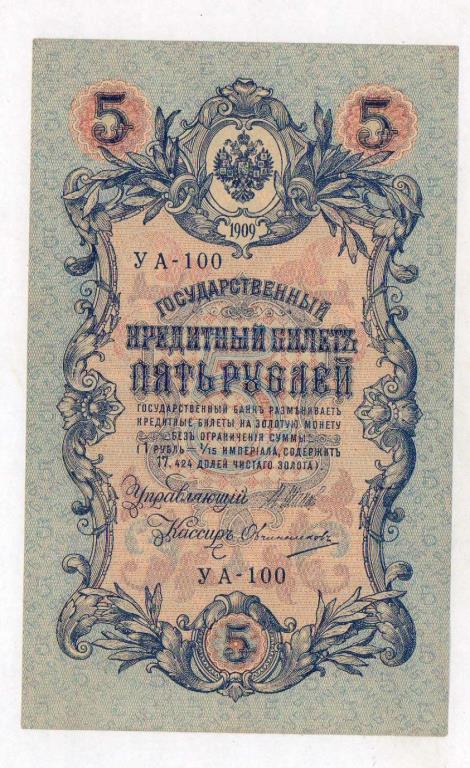 5 5
1909
УА-100
ГОСУДАРСТВЕННЫЙ
КРЕДИТНЫЙ БИЛЕТЪ
ПЯТЬ РУБЛЕЙ
ГОСУДАРСТВЕННЫЙ БАНКЪ РАЗМѢНИВАЕТЪ
КРЕДИТНЫЕ БИЛЕТЫ НА ЗОЛОТУЮ МОНЕТУ
БЕЗЪ ОГРАНИЧЕНІЯ СУММЫ
(1 РУБЛЬ = 1/15 ИМПЕРІАЛА, СОДЕРЖИТЪ
17,424 ДОЛЕЙ ЧИСТАГО ЗОЛОТА).
Управляющій
Кассиръ Овчинниковъ
УА-100
5